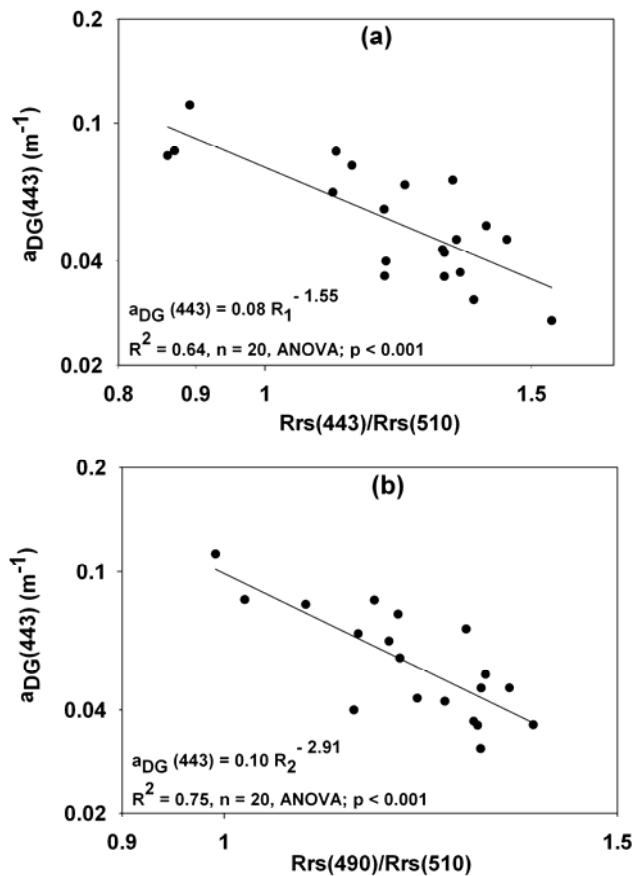 (a)
0.2
0.1
0.04
0.02
aDG(443) (m⁻¹)
aDG (443) = 0.08 R₁ ⁻ ¹·⁵⁵
R² = 0.64, n = 20, ANOVA; p < 0.001
0.8 0.9 1 1.5
Rrs(443)/Rrs(510)
(b)
0.2
0.1
0.04
0.02
aDG(443) (m⁻¹)
aDG (443) = 0.10 R₂ ⁻ ²·⁹¹
R² = 0.75, n = 20, ANOVA; p < 0.001
0.9 1 1.5
Rrs(490)/Rrs(510)